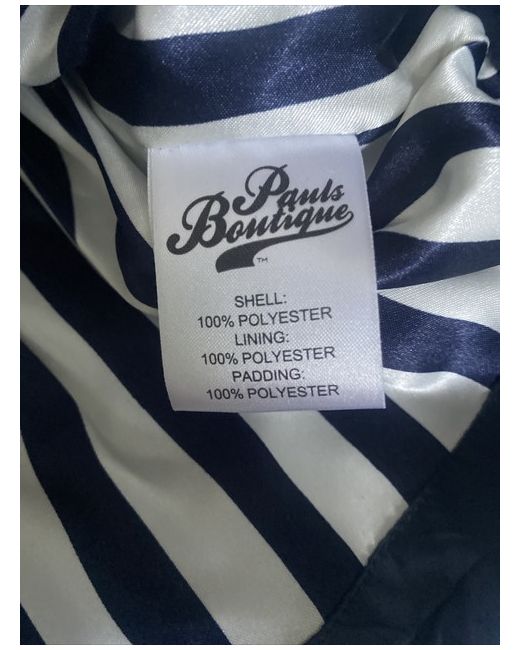 Pauls
Boutique
TM
SHELL:
100% POLYESTER
LINING:
100% POLYESTER
PADDING:
100% POLYESTER